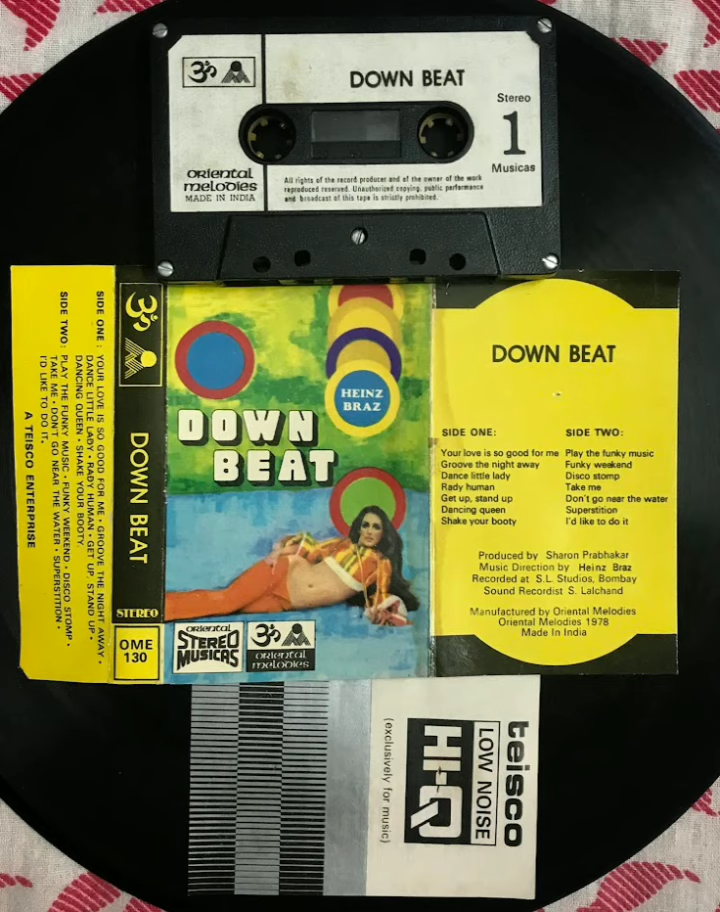 ॐ
DOWN BEAT
Stereo
1
Musicas
oriental
melodies
MADE IN INDIA
All rights of the record producer and of the owner of the work
reproduced reserved. Unauthorized copying, public performance
and broadcast of this tape is strictly prohibited.
SIDE ONE : YOUR LOVE IS SO GOOD FOR ME • GROOVE THE NIGHT AWAY •
DANCE LITTLE LADY • RADY HUMAN • GET UP, STAND UP •
DANCING QUEEN • SHAKE YOUR BOOTY.
SIDE TWO: PLAY THE FUNKY MUSIC • FUNKY WEEKEND • DISCO STOMP •
TAKE ME • DON'T GO NEAR THE WATER • SUPERSTITION •
I'D LIKE TO DO IT.
A TEISCO ENTERPRISE
ॐ
DOWN BEAT
STEREO
OME
130
HEINZ
BRAZ
DOWN
BEAT
oriental
STEREO
MUSICAS
ॐ
oriental
melodies
DOWN BEAT
SIDE ONE:
Your love is so good for me
Groove the night away
Dance little lady
Rady human
Get up, stand up
Dancing queen
Shake your booty
SIDE TWO:
Play the funky music
Funky weekend
Disco stomp
Take me
Don't go near the water
Superstition
I'd like to do it
Produced by Sharon Prabhakar
Music Direction by Heinz Braz
Recorded at S.L. Studios, Bombay
Sound Recordist S. Lalchand
Manufactured by Oriental Melodies
Oriental Melodies 1978
Made In India
teisco
LOW NOISE
HI-Q
(exclusively for music)